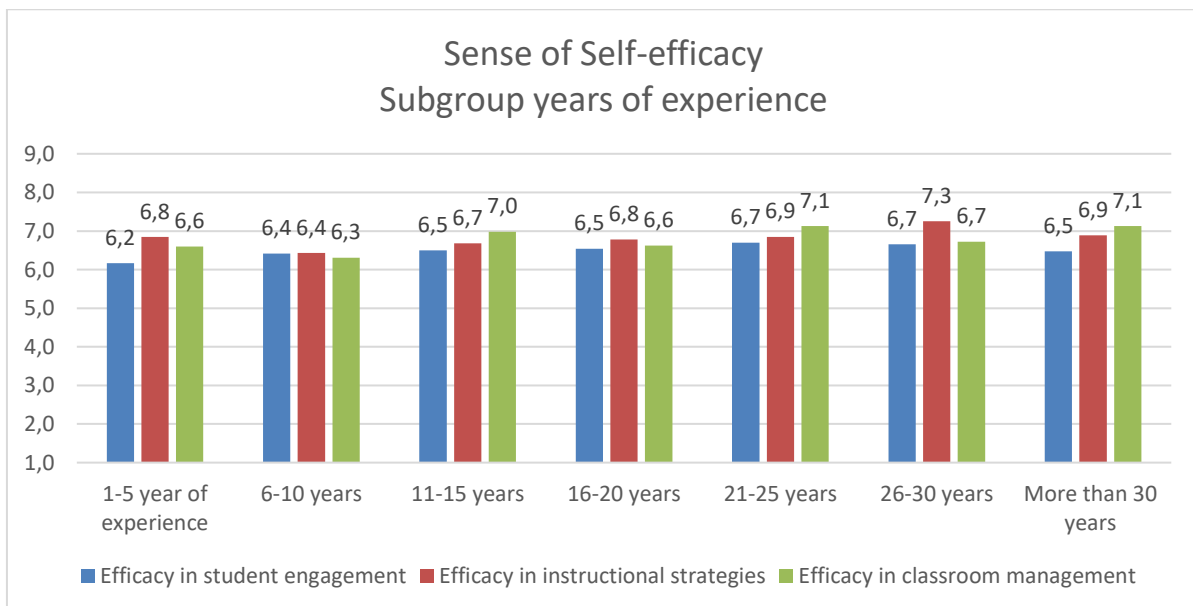 Sense of Self-efficacy
Subgroup years of experience
9,0
8,0
7,0
6,0
5,0
4,0
3,0
2,0
1,0
6,2 6,8 6,6
6,4 6,4 6,3
6,5 6,7 7,0
6,5 6,8 6,6
6,7 6,9 7,1
6,7 7,3 6,7
6,5 6,9 7,1
1-5 year of
experience
6-10 years
11-15 years
16-20 years
21-25 years
26-30 years
More than 30
years
Efficacy in student engagement
Efficacy in instructional strategies
Efficacy in classroom management